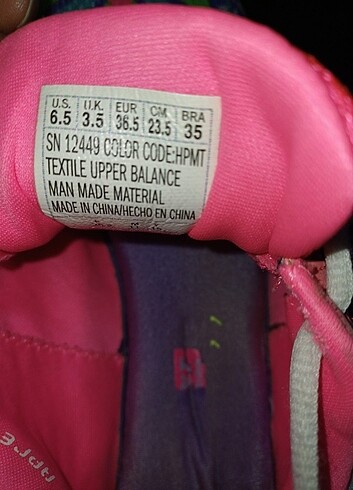 U.S. U.K. EUR CM BRA
6.5 3.5 36.5 23.5 35
SN 12449 COLOR CODE:HPMT
TEXTILE UPPER BALANCE
MAN MADE MATERIAL
MADE IN CHINA/HECHO EN CHINA